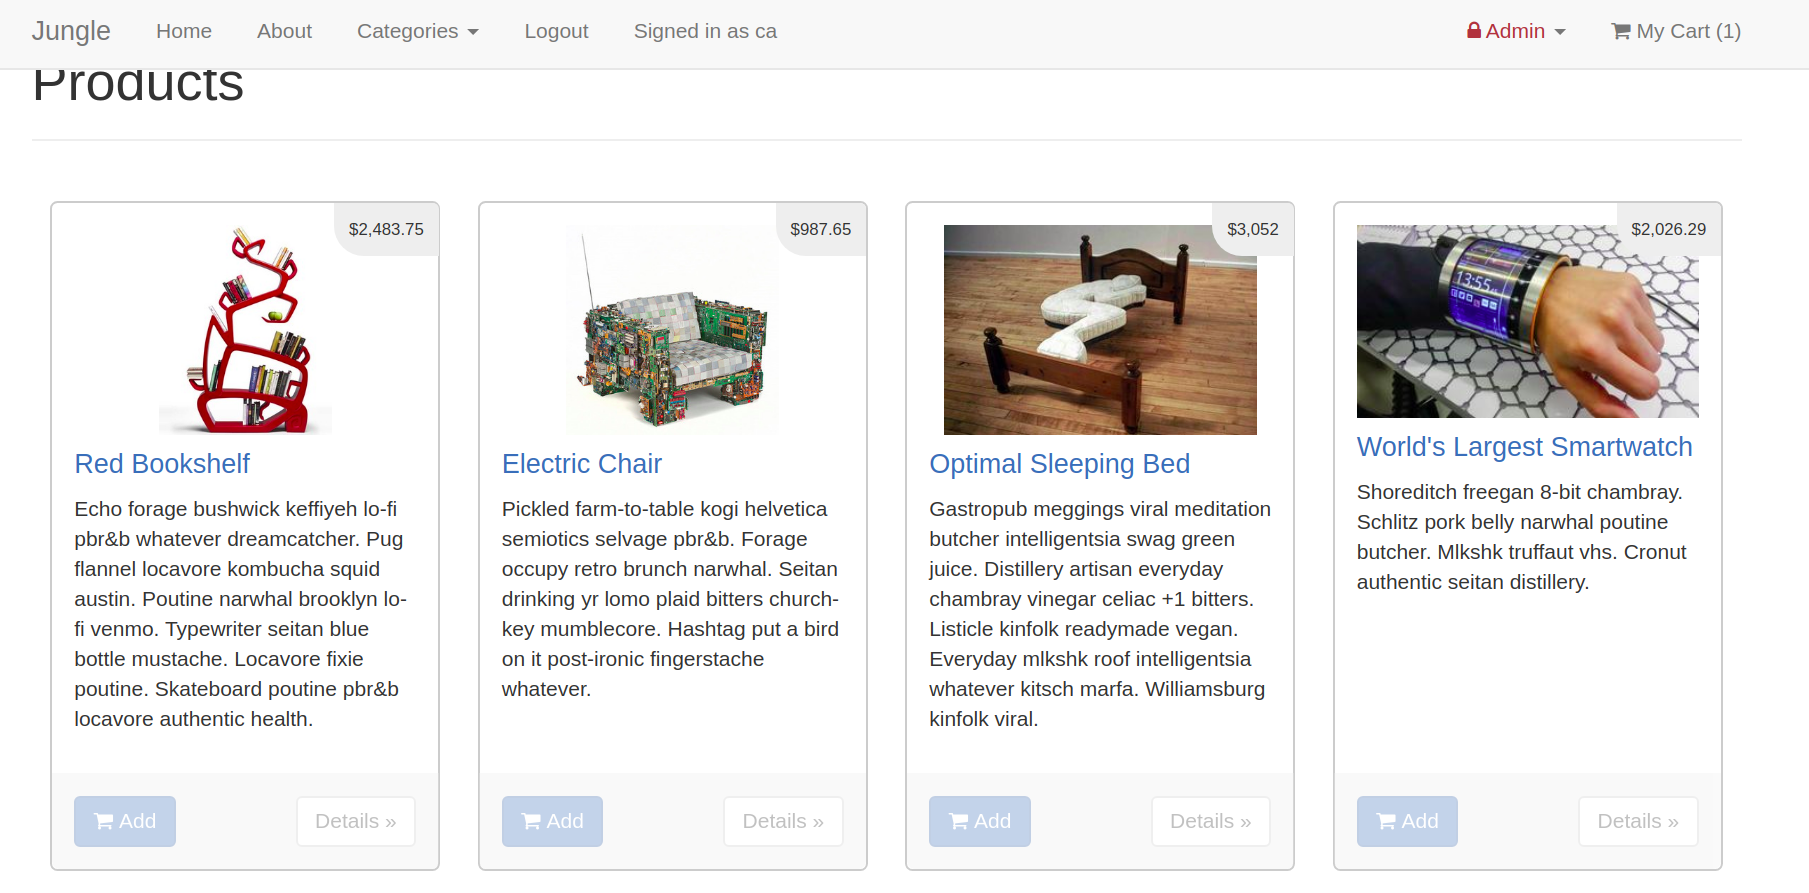 Jungle Home About Categories Logout Signed in as ca Admin My Cart (1)
Products
$2,483.75
Red Bookshelf
Echo forage bushwick keffiyeh lo-fi
pbr&b whatever dreamcatcher. Pug
flannel locavore kombucha squid
austin. Poutine narwhal brooklyn lo-
fi venmo. Typewriter seitan blue
bottle mustache. Locavore fixie
poutine. Skateboard poutine pbr&b
locavore authentic health.
Add Details »
$987.65
Electric Chair
Pickled farm-to-table kogi helvetica
semiotics selvage pbr&b. Forage
occupy retro brunch narwhal. Seitan
drinking yr lomo plaid bitters church-
key mumblecore. Hashtag put a bird
on it post-ironic fingerstache
whatever.
Add Details »
$3,052
Optimal Sleeping Bed
Gastropub meggings viral meditation
butcher intelligentsia swag green
juice. Distillery artisan everyday
chambray vinegar celiac +1 bitters.
Listicle kinfolk readymade vegan.
Everyday mlkshk roof intelligentsia
whatever kitsch marfa. Williamsburg
kinfolk viral.
Add Details »
$2,026.29
13:55
World's Largest Smartwatch
Shoreditch freegan 8-bit chambray.
Schlitz pork belly narwhal poutine
butcher. Mlkshk truffaut vhs. Cronut
authentic seitan distillery.
Add Details »